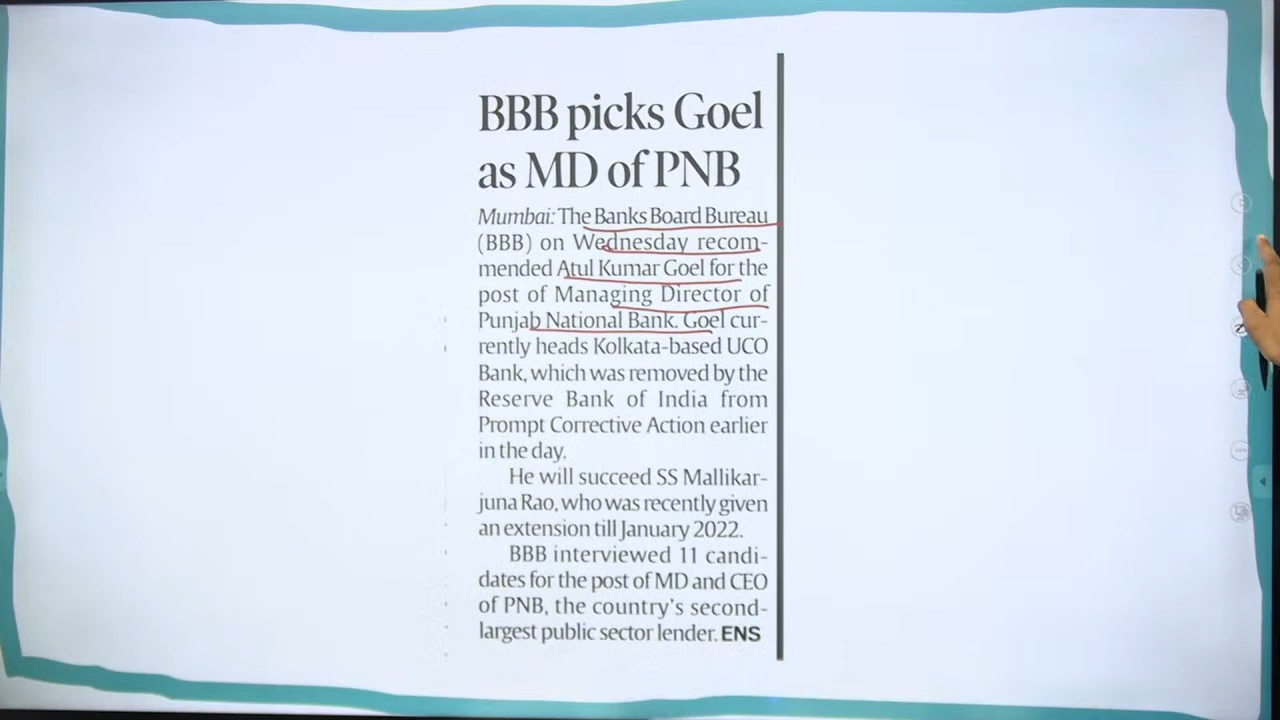 BBB picks Goel
as MD of PNB
Mumbai: The Banks Board Bureau
(BBB) on Wednesday recom-
mended Atul Kumar Goel for the
post of Managing Director of
Punjab National Bank. Goel cur-
rently heads Kolkata-based UCO
Bank, which was removed by the
Reserve Bank of India from
Prompt Corrective Action earlier
in the day.
He will succeed SS Mallikar-
juna Rao, who was recently given
an extension till January 2022.
BBB interviewed 11 candi-
dates for the post of MD and CEO
of PNB, the country's second-
largest public sector lender. ENS